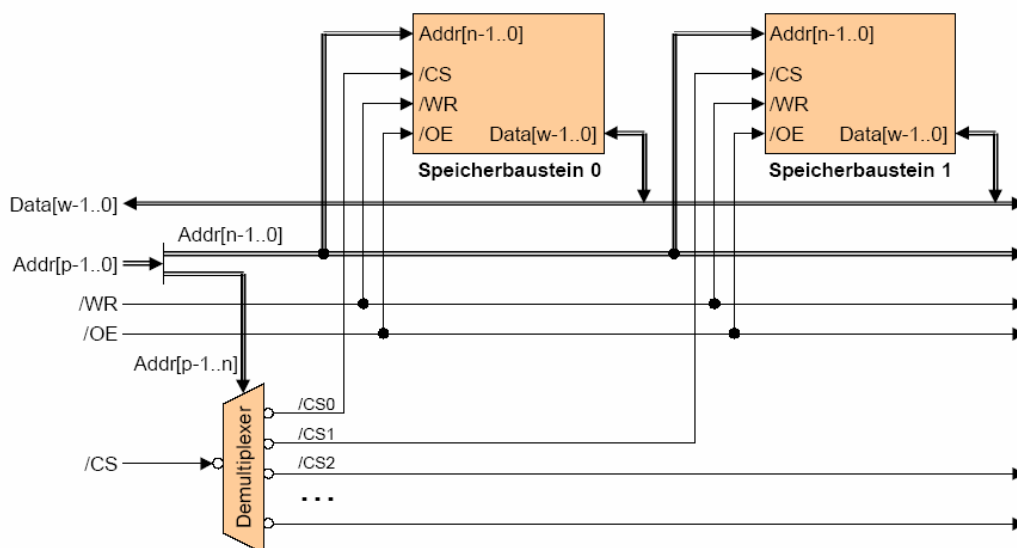 Addr[n-1..0]
/CS
/WR
/OE
Data[w-1..0]
Speicherbaustein 0
Addr[n-1..0]
/CS
/WR
/OE
Data[w-1..0]
Speicherbaustein 1
Data[w-1..0]
Addr[n-1..0]
Addr[p-1..0]
/WR
/OE
Addr[p-1..n]
Demultiplexer
/CS
/CS0
/CS1
/CS2
...